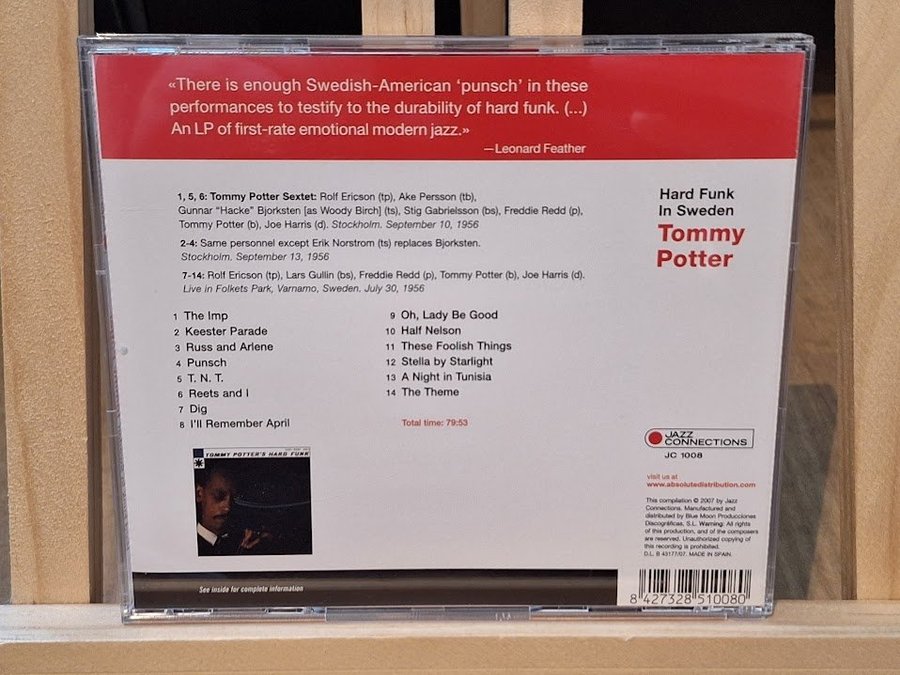 «There is enough Swedish-American ‘punsch’ in these
performances to testify to the durability of hard funk. (...)
An LP of first-rate emotional modern jazz.»
—Leonard Feather
Hard Funk
In Sweden
Tommy
Potter
1, 5, 6: Tommy Potter Sextet: Rolf Ericson (tp), Ake Persson (tb),
Gunnar "Hacke" Bjorksten [as Woody Birch] (ts), Stig Gabrielsson (bs), Freddie Redd (p),
Tommy Potter (b), Joe Harris (d). Stockholm. September 10, 1956
2-4: Same personnel except Erik Norstrom (ts) replaces Bjorksten.
Stockholm. September 13, 1956
7-14: Rolf Ericson (tp), Lars Gullin (bs), Freddie Redd (p), Tommy Potter (b), Joe Harris (d).
Live in Folkets Park, Varnamo, Sweden. July 30, 1956
1 The Imp
2 Keester Parade
3 Russ and Arlene
4 Punsch
5 T. N. T.
6 Reets and I
7 Dig
8 I'll Remember April
9 Oh, Lady Be Good
10 Half Nelson
11 These Foolish Things
12 Stella by Starlight
13 A Night in Tunisia
14 The Theme
Total time: 79:53
TOMMY POTTER'S HARD FUNK
JAZZ
CONNECTIONS
JC 1008
visit us at
www.absolutedistribution.com
This compilation © 2007 by Jazz
Connections. Manufactured and
distributed by Blue Moon Producciones
Discográficas, S.L. Warning: All rights
of this production, and of the composers
are reserved. Unauthorized copying of
this recording is prohibited.
D.L. B 43177/07. MADE IN SPAIN.
See inside for complete information
8 427328 510080